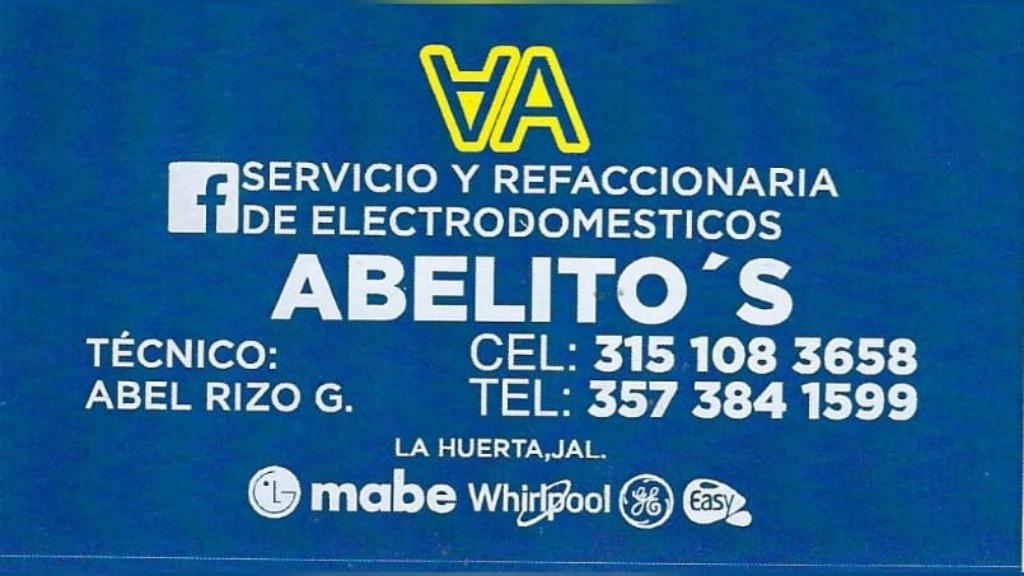 AA
SERVICIO Y REFACCIONARIA
DE ELECTRODOMESTICOS
ABELITO´S
TÉCNICO:
ABEL RIZO G.
CEL: 315 108 3658
TEL: 357 384 1599
LA HUERTA,JAL.
LG mabe Whirlpool GE Easy